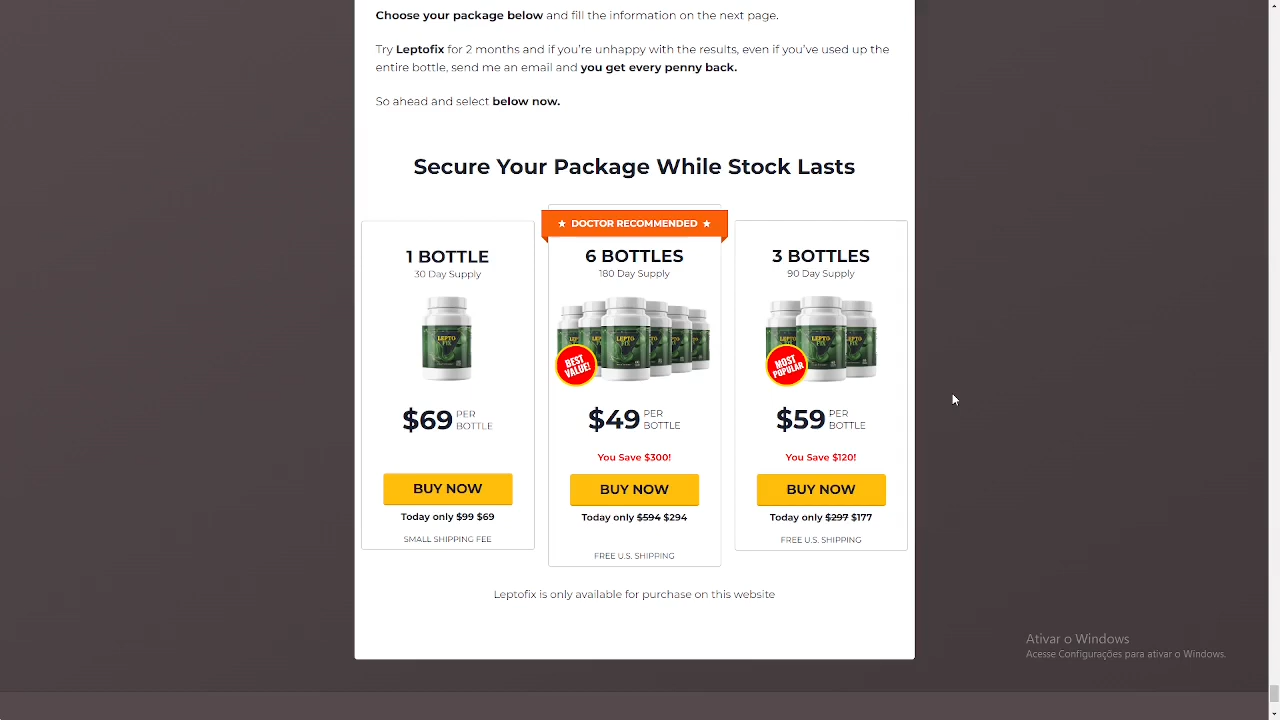 Choose your package below and fill the information on the next page.
Try Leptofix for 2 months and if you're unhappy with the results, even if you've used up the
entire bottle, send me an email and you get every penny back.
So ahead and select below now.
Secure Your Package While Stock Lasts
1 BOTTLE
30 Day Supply
LEPTO
FIX
$69 PER
BOTTLE
BUY NOW
Today only $99 $69
SMALL SHIPPING FEE
★ DOCTOR RECOMMENDED ★
6 BOTTLES
180 Day Supply
LEPTO
FIX
BEST
VALUE!
$49 PER
BOTTLE
You Save $300!
BUY NOW
Today only $594 $294
FREE U.S. SHIPPING
3 BOTTLES
90 Day Supply
LEPTO
FIX
MOST
POPULAR
$59 PER
BOTTLE
You Save $120!
BUY NOW
Today only $297 $177
FREE U.S. SHIPPING
Leptofix is only available for purchase on this website
Ativar o Windows
Acesse Configurações para ativar o Windows.